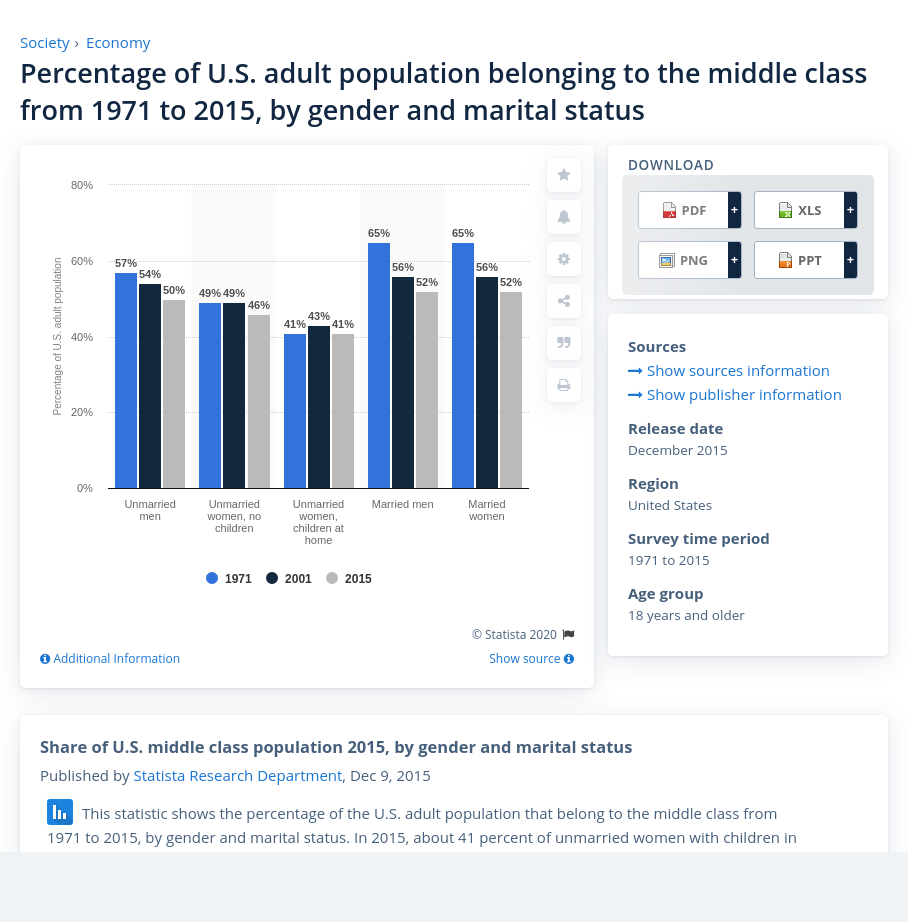 Society › Economy
Percentage of U.S. adult population belonging to the middle class
from 1971 to 2015, by gender and marital status
80%
60%
40%
20%
0%
Percentage of U.S. adult population
57%
54%
50%
49%
49%
46%
41%
43%
41%
65%
56%
52%
65%
56%
52%
Unmarried
men
Unmarried
women, no
children
Unmarried
women,
children at
home
Married men
Married
women
1971 2001 2015
© Statista 2020
Additional Information Show source
DOWNLOAD
PDF + XLS +
PNG + PPT +
Sources
Show sources information
Show publisher information
Release date
December 2015
Region
United States
Survey time period
1971 to 2015
Age group
18 years and older
Share of U.S. middle class population 2015, by gender and marital status
Published by Statista Research Department, Dec 9, 2015
This statistic shows the percentage of the U.S. adult population that belong to the middle class from
1971 to 2015, by gender and marital status. In 2015, about 41 percent of unmarried women with children in